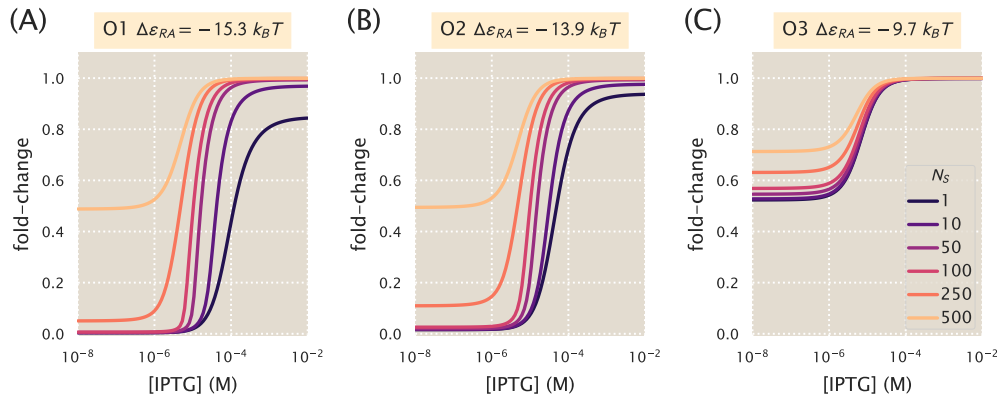 (A)
O1 Δε_RA = −15.3 k_BT
1.0
0.8
0.6
0.4
0.2
0.0
fold-change
10⁻⁸
10⁻⁶
10⁻⁴
10⁻²
[IPTG] (M)
(B)
O2 Δε_RA = −13.9 k_BT
1.0
0.8
0.6
0.4
0.2
0.0
fold-change
10⁻⁸
10⁻⁶
10⁻⁴
10⁻²
[IPTG] (M)
(C)
O3 Δε_RA = −9.7 k_BT
1.0
0.8
0.6
0.4
0.2
0.0
fold-change
N_S
1
10
50
100
250
500
10⁻⁸
10⁻⁶
10⁻⁴
10⁻²
[IPTG] (M)